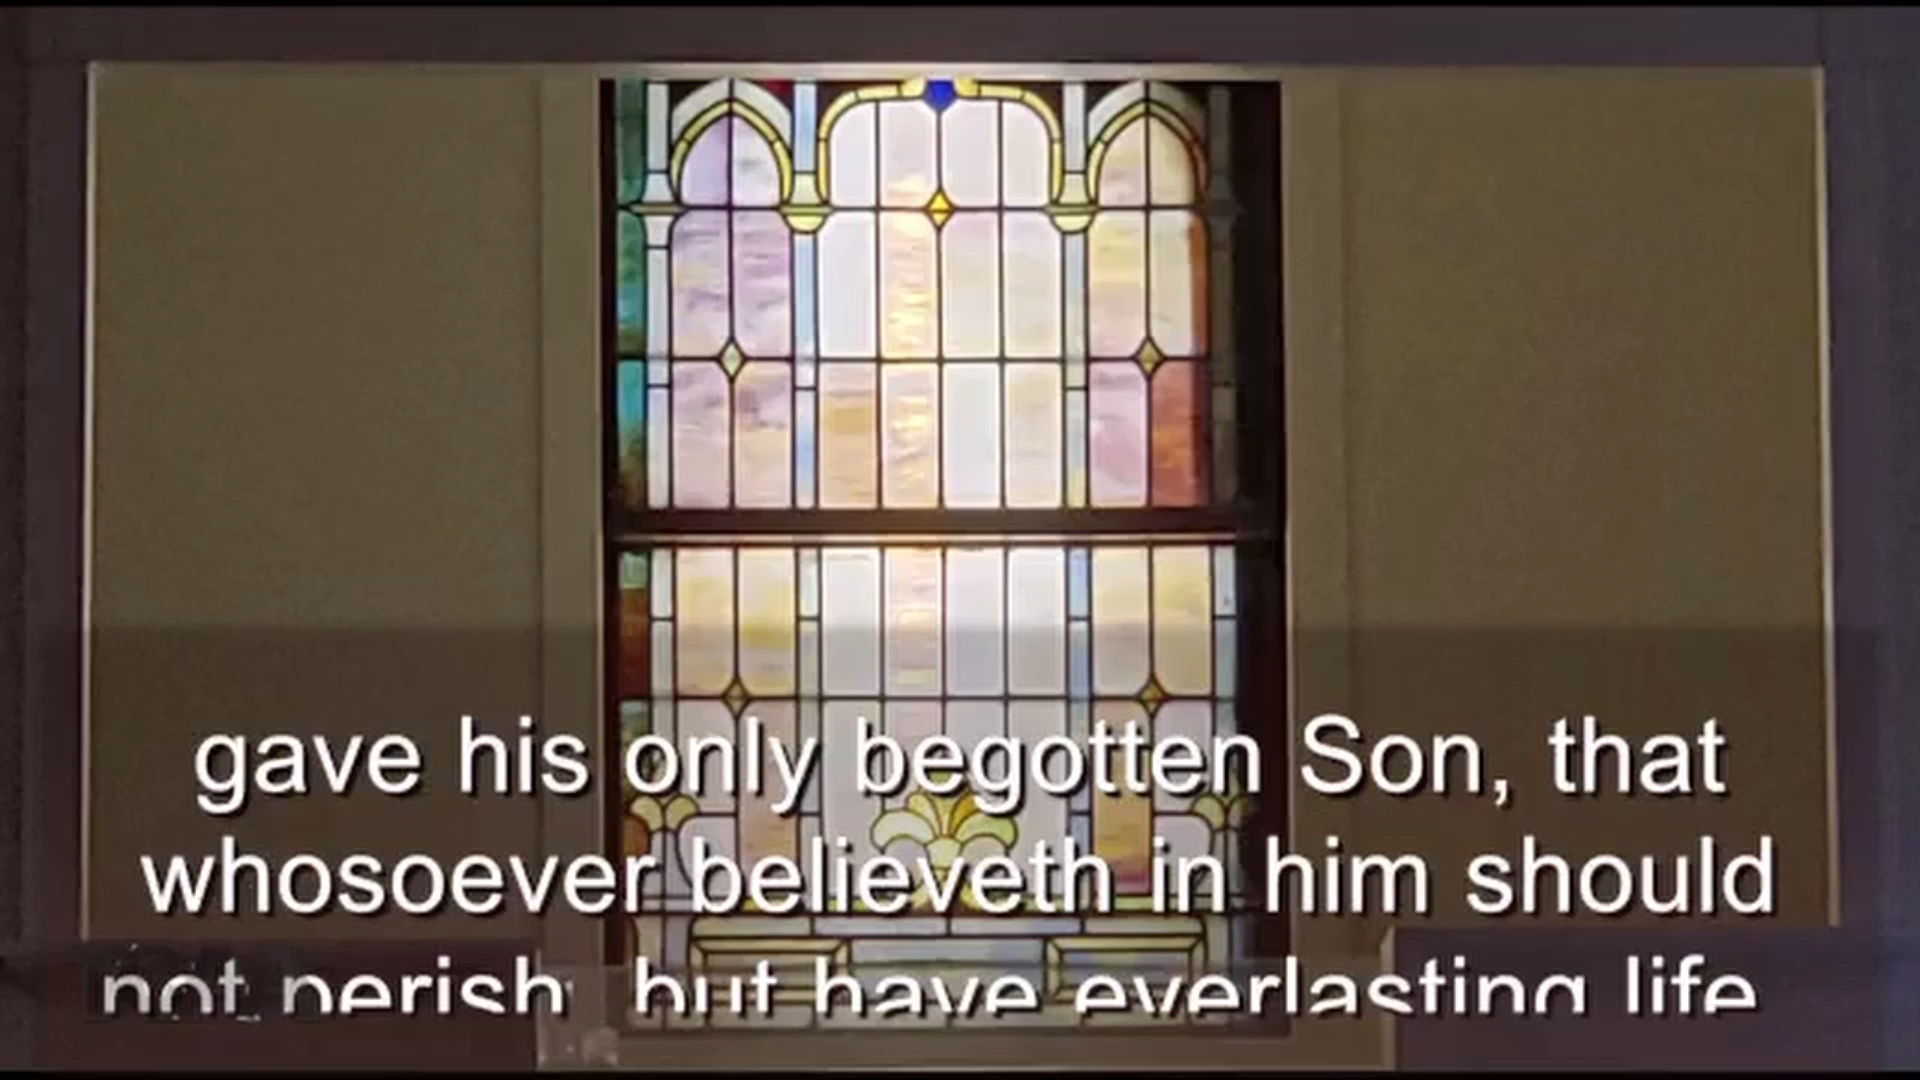 gave his only begotten Son, that
whosoever believeth in him should
not perish, but have everlasting life